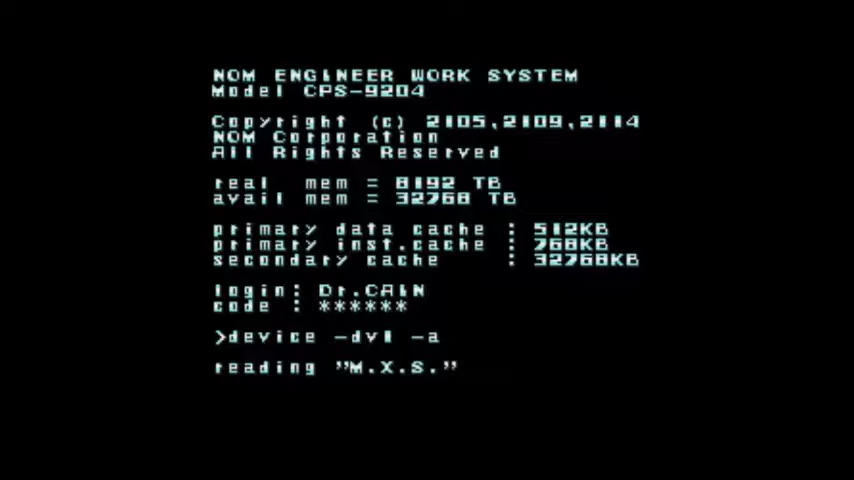 NOM ENGINEER WORK SYSTEM
Model CPS-9204
Copyright (c) 2105,2109,2114
NOM Corporation
All Rights Reserved
real mem = 8192 TB
avail mem = 32768 TB
primary data cache : 512KB
primary inst.cache : 768KB
secondary cache : 32768KB
login: Dr.CAIN
code : ******
>device -dvl -a
reading "M.X.S."